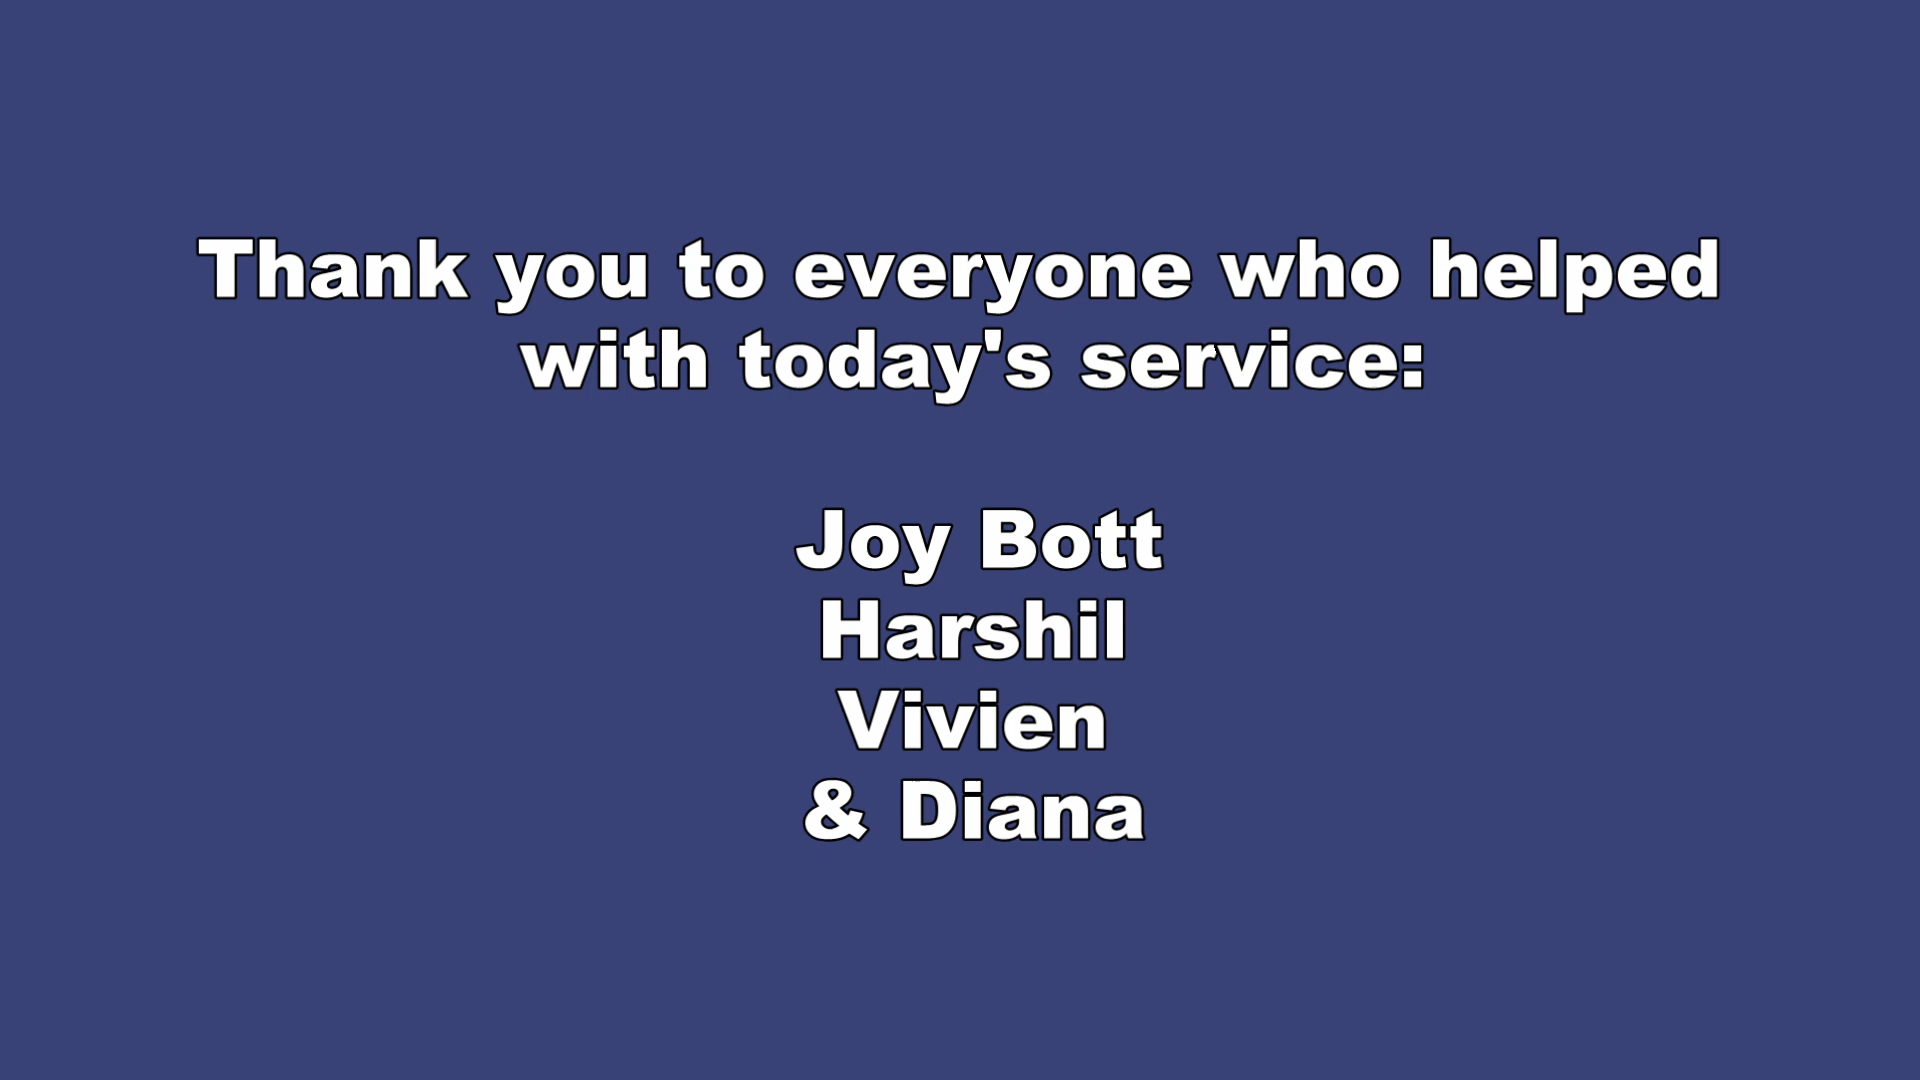 Thank you to everyone who helped
with today's service:
Joy Bott
Harshil
Vivien
& Diana